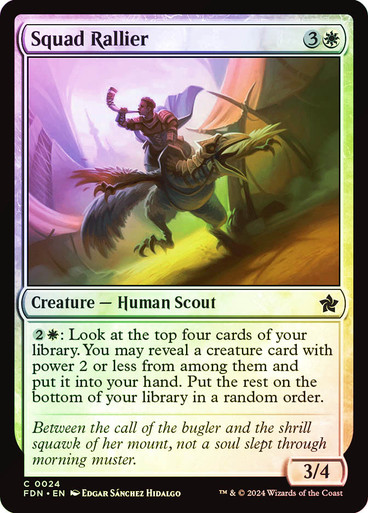 Squad Rallier 3
Creature — Human Scout
2: Look at the top four cards of your
library. You may reveal a creature card with
power 2 or less from among them and
put it into your hand. Put the rest on the
bottom of your library in a random order.
Between the call of the bugler and the shrill
squawk of her mount, not a soul slept through
morning muster.
3/4
C 0024
FDN • EN Edgar Sánchez Hidalgo ™ & © 2024 Wizards of the Coast